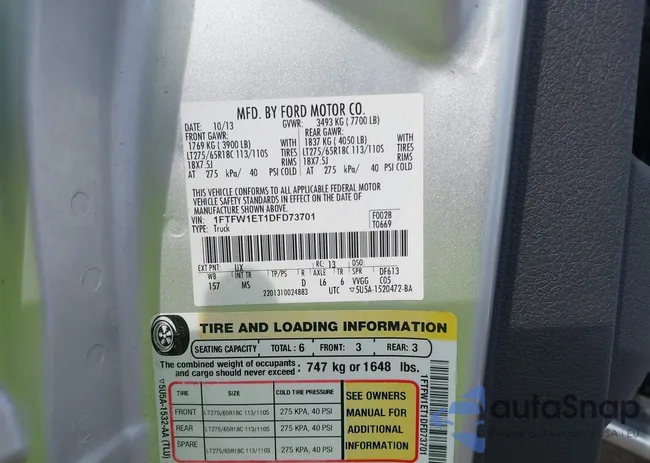 MFD. BY FORD MOTOR CO.
DATE: 10/13 GVWR: 3493 KG ( 7700 LB)
FRONT GAWR: REAR GAWR:
1769 KG ( 3900 LB) WITH 1837 KG ( 4050 LB) WITH
LT275/65R18C 113/110S TIRES LT275/65R18C 113/110S TIRES
18X7.5J RIMS 18X7.5J RIMS
AT 275 kPa/ 40 PSI COLD AT 275 kPa/ 40 PSI COLD
THIS VEHICLE CONFORMS TO ALL APPLICABLE FEDERAL MOTOR
VEHICLE SAFETY STANDARDS IN EFFECT ON THE DATE OF
MANUFACTURE SHOWN ABOVE.
VIN: 1FTFW1ET1DFD73701 F0028
TYPE: Truck T0669
EXT PNT: UX RC: 13 DSO:
WB INT TR TP/PS R AXLE TR SPR DF613
157 MS D L6 6 VVGG C05
2201310024883 UTC ▽5U5A-1520472-BA
TIRE AND LOADING INFORMATION
SEATING CAPACITY TOTAL: 6 FRONT: 3 REAR: 3
The combined weight of occupants and cargo should never exceed: 747 kg or 1648 lbs.
TIRE SIZE COLD TIRE PRESSURE
FRONT LT275/65R18C 113/110S 275 KPA, 40 PSI
REAR LT275/65R18C 113/110S 275 KPA, 40 PSI
SPARE LT275/65R18C 113/110S 275 KPA, 40 PSI
SEE OWNERS
MANUAL FOR
ADDITIONAL
INFORMATION
▽5U5A-1532-AA (TLU)
1FTFW1ET1DFD73701
autoSnap